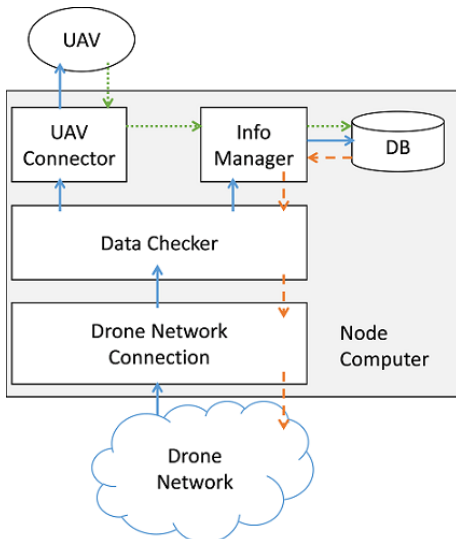 UAV
UAV
Connector
Info
Manager
DB
Data Checker
Drone Network
Connection
Node
Computer
Drone
Network